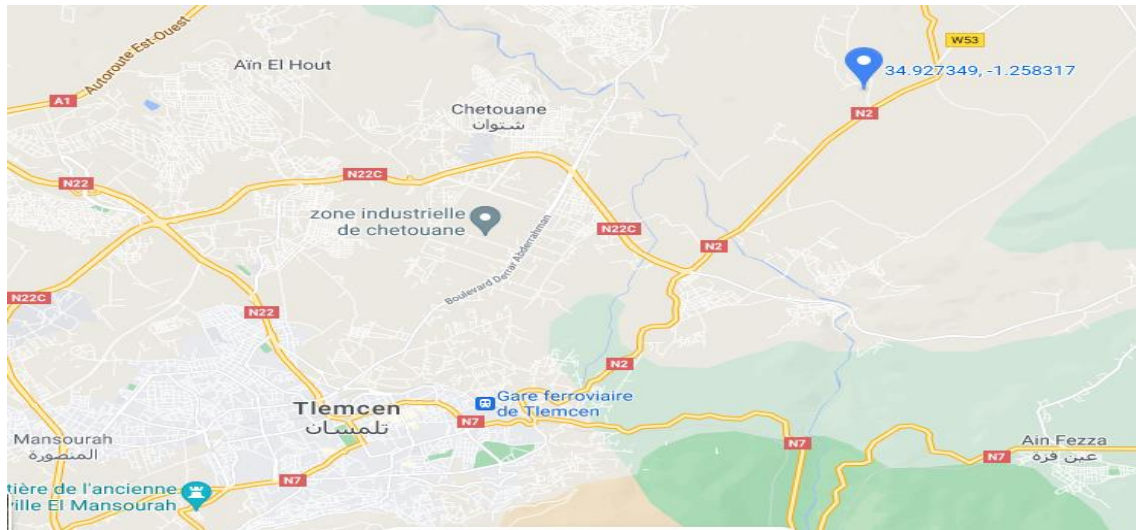 W53
Autoroute Est-Ouest
Aïn El Hout
34.927349, -1.258317
A1
Chetouane
شتوان
N2
N22C
N22
zone industrielle
de chetouane
N22C
N2
Boulevard Derrar Abderrahman
N22C
N22
N2
Gare ferroviaire
de Tlemcen
Tlemcen
تلمسان
N7
Mansourah
المنصورة
N7
Ain Fezza
عين فزة
N7
N7
tière de l'ancienne
ville El Mansourah